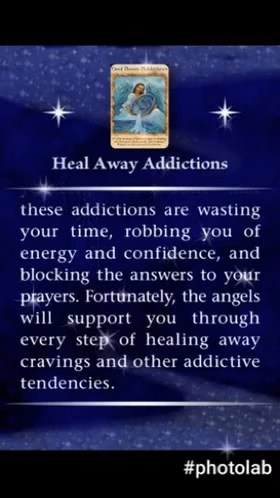 Heal Away Addictions
these addictions are wasting
your time, robbing you of
energy and confidence, and
blocking the answers to your
prayers. Fortunately, the angels
will support you through
every step of healing away
cravings and other addictive
tendencies.
#photolab